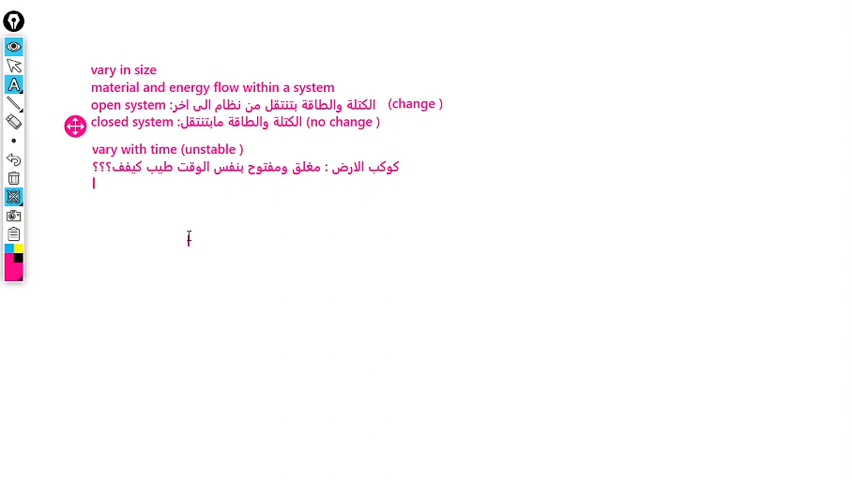 vary in size
material and energy flow within a system
open system :الكتلة والطاقة بتنتقل من نظام الى اخر (change )
closed system :الكتلة والطاقة مابتنتقل (no change )
vary with time (unstable )
كوكب الارض : مغلق ومفتوح بنفس الوقت طيب كيفف؟؟؟